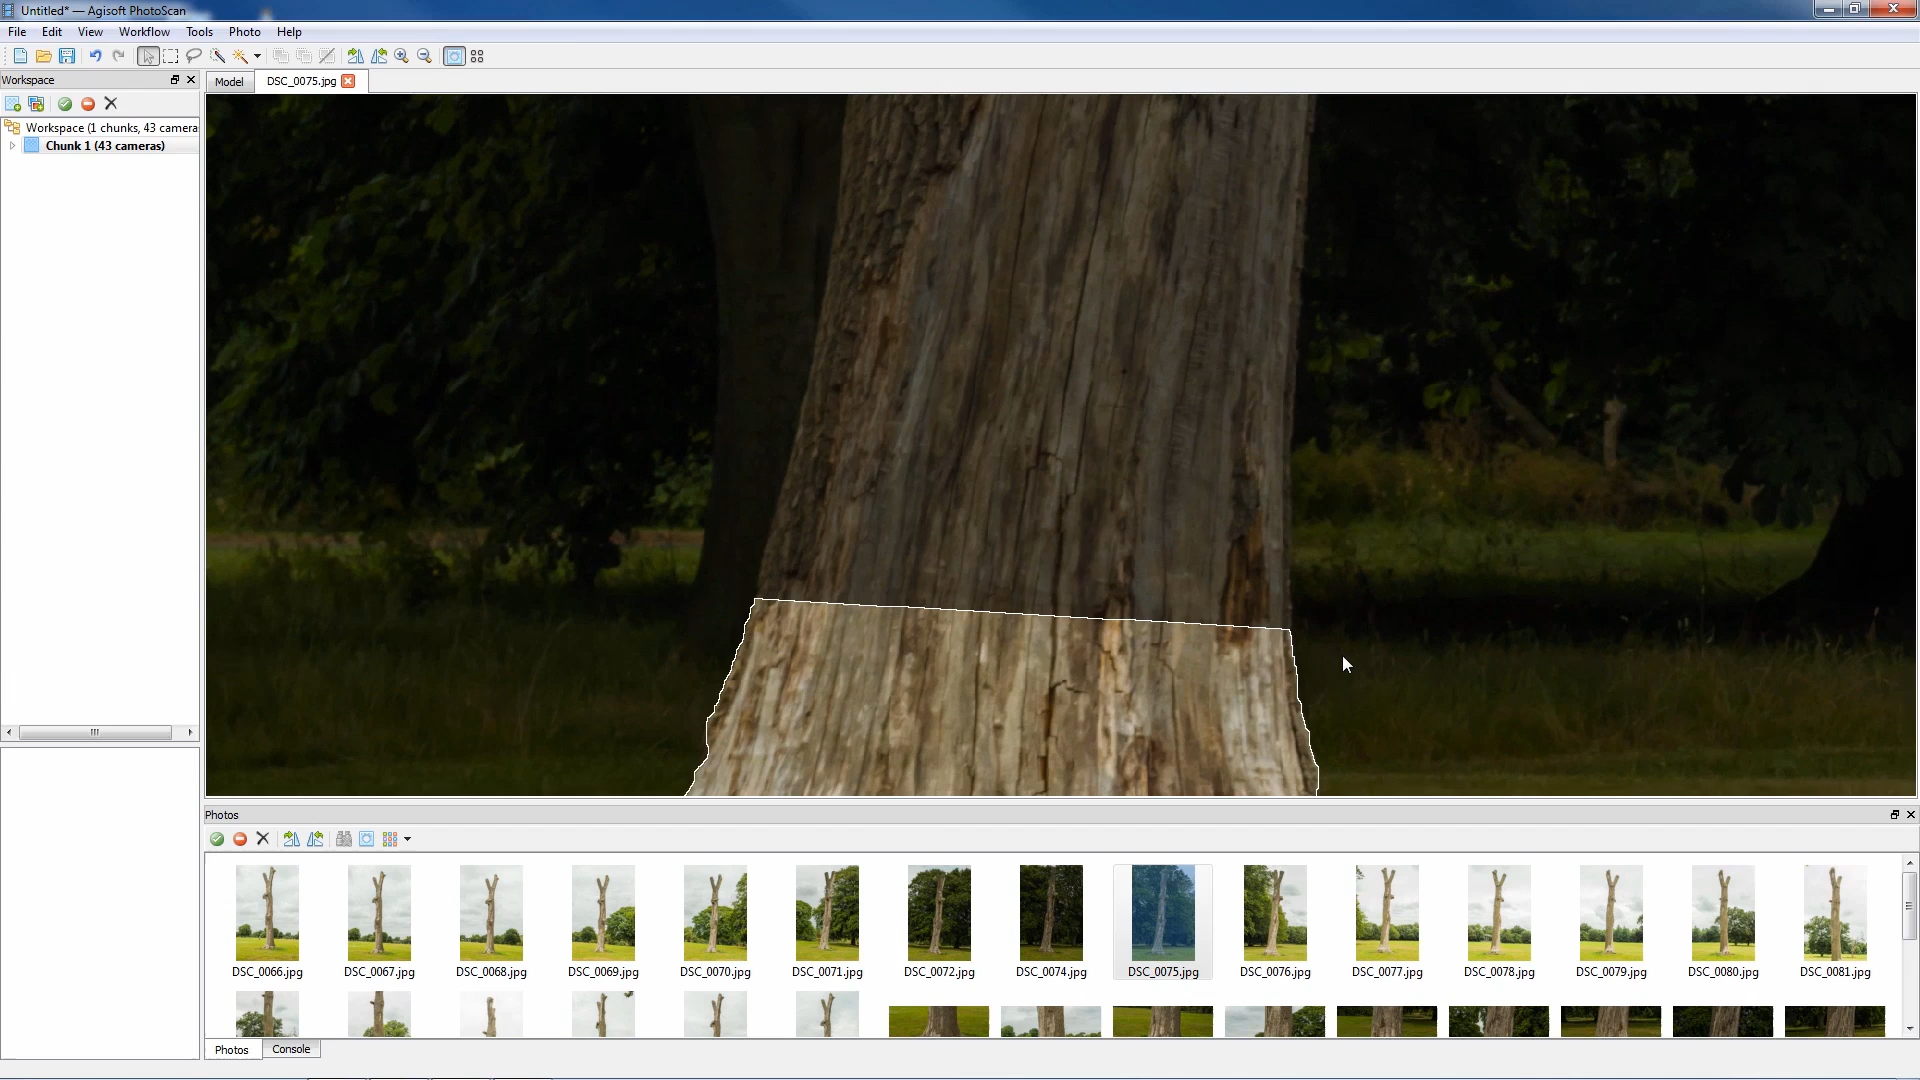 Untitled* — Agisoft PhotoScan
File Edit View Workflow Tools Photo Help
Workspace
Model DSC_0075.jpg
Workspace (1 chunks, 43 camera
Chunk 1 (43 cameras)
Photos
DSC_0066.jpg DSC_0067.jpg DSC_0068.jpg DSC_0069.jpg DSC_0070.jpg DSC_0071.jpg DSC_0072.jpg DSC_0074.jpg DSC_0075.jpg DSC_0076.jpg DSC_0077.jpg DSC_0078.jpg DSC_0079.jpg DSC_0080.jpg DSC_0081.jpg
Photos Console